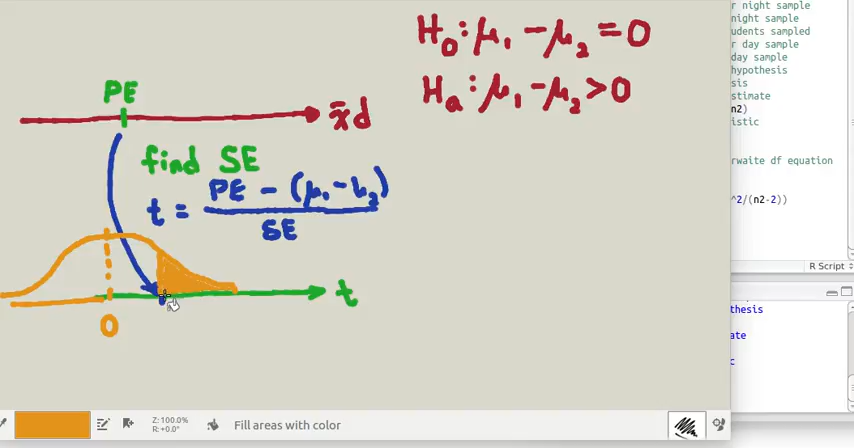 H₀: μ₁ − μ₂ = 0
Hₐ: μ₁ − μ₂ > 0
PE
x̄d
find SE
t = PE − (μ₁ − μ₂) / SE
t
0
r night sample
night sample
udents sampled
r day sample
day sample
hypothesis
sis
stimate
n2)
istic
rwaite df equation
^2/(n2-2))
R Script
thesis
ate
c
Z: 100.0%
R: +0.0°
Fill areas with color